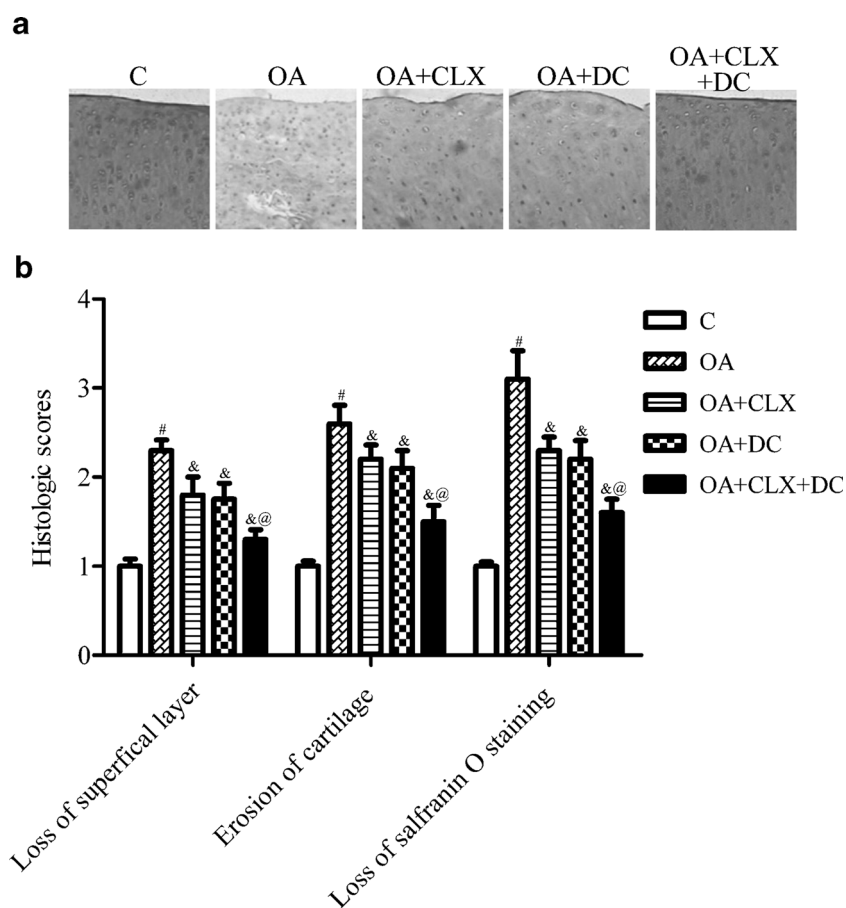 a
C
OA
OA+CLX
OA+DC
OA+CLX
+DC
b
Histologic scores
4
3
2
1
0
#
&
&
&@
#
&
&
&@
#
&
&
&@
Loss of superfical layer
Erosion of cartilage
Loss of salfranin O staining
C
OA
OA+CLX
OA+DC
OA+CLX+DC